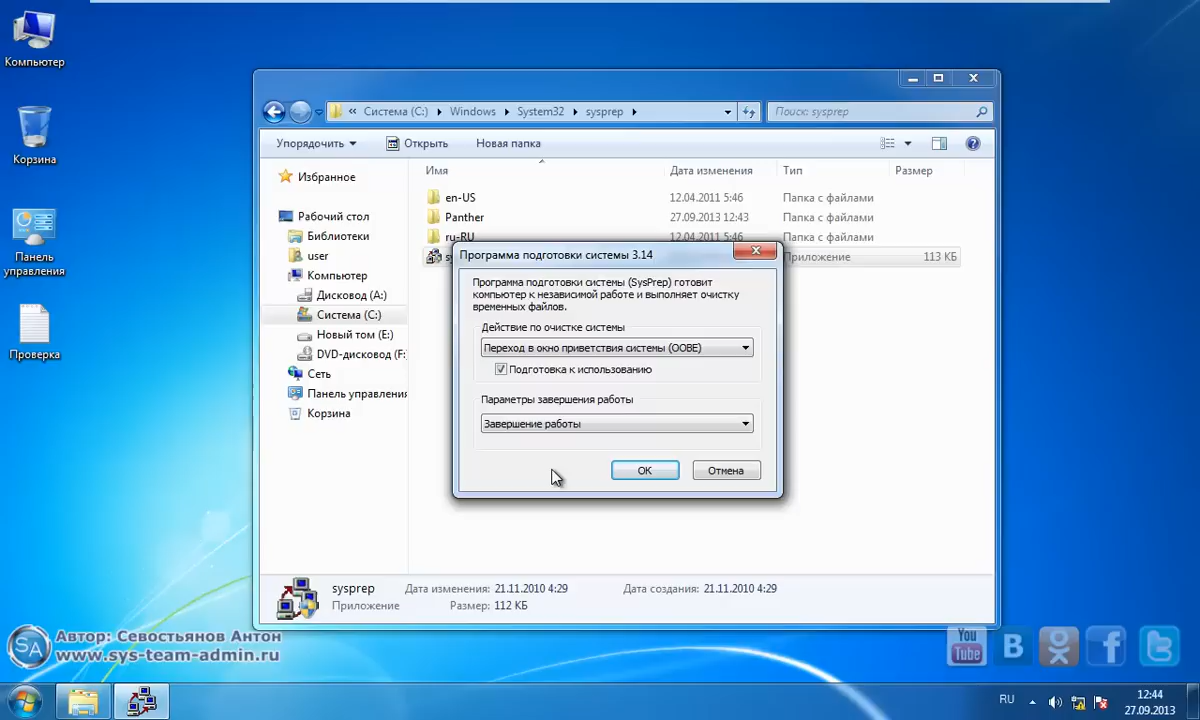 Компьютер
Корзина
Панель
управления
Проверка
« Система (C:) Windows System32 sysprep
Поиск: sysprep
Упорядочить Открыть Новая папка
Имя Дата изменения Тип Размер
en-US 12.04.2011 5:46 Папка с файлами
Panther 27.09.2013 12:43 Папка с файлами
ru-RU 12.04.2011 5:46 Папка с файлами
Приложение 113 КБ
Избранное
Рабочий стол
Библиотеки
user
Компьютер
Дисковод (A:)
Система (C:)
Новый том (E:)
DVD-дисковод (F:
Сеть
Панель управления
Корзина
Программа подготовки системы 3.14
Программа подготовки системы (SysPrep) готовит
компьютер к независимой работе и выполняет очистку
временных файлов.
Действие по очистке системы
Переход в окно приветствия системы (OOBE)
Подготовка к использованию
Параметры завершения работы
Завершение работы
ОК Отмена
sysprep Дата изменения: 21.11.2010 4:29 Дата создания: 21.11.2010 4:29
Приложение Размер: 112 КБ
SA
Автор: Севостьянов Антон
www.sys-team-admin.ru
You
Tube
B
f
RU
12:44
27.09.2013